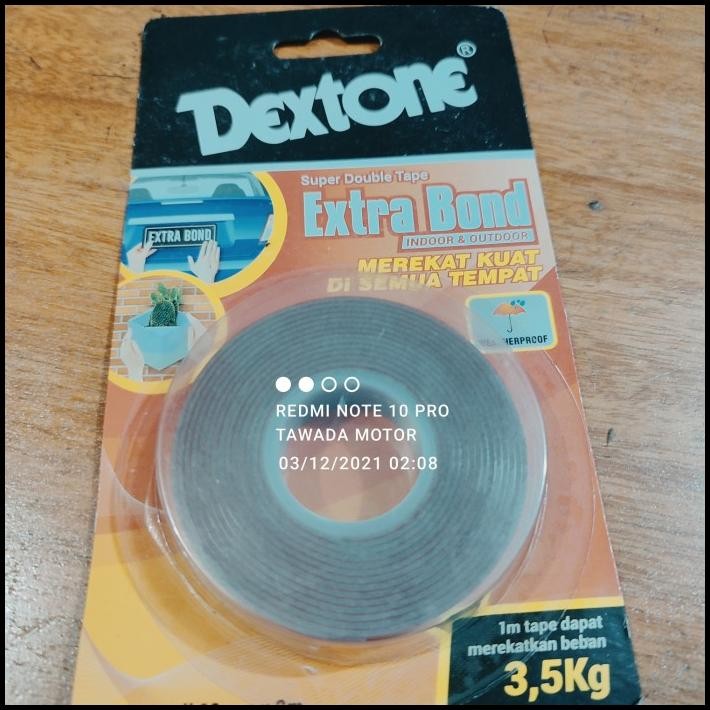 Dextone®
Super Double Tape
Extra Bond
INDOOR & OUTDOOR
MEREKAT KUAT
DI SEMUA TEMPAT
EXTRA BOND
REDMI NOTE 10 PRO
TAWADA MOTOR
03/12/2021 02:08
1m tape dapat
merekatkan beban
3,5Kg